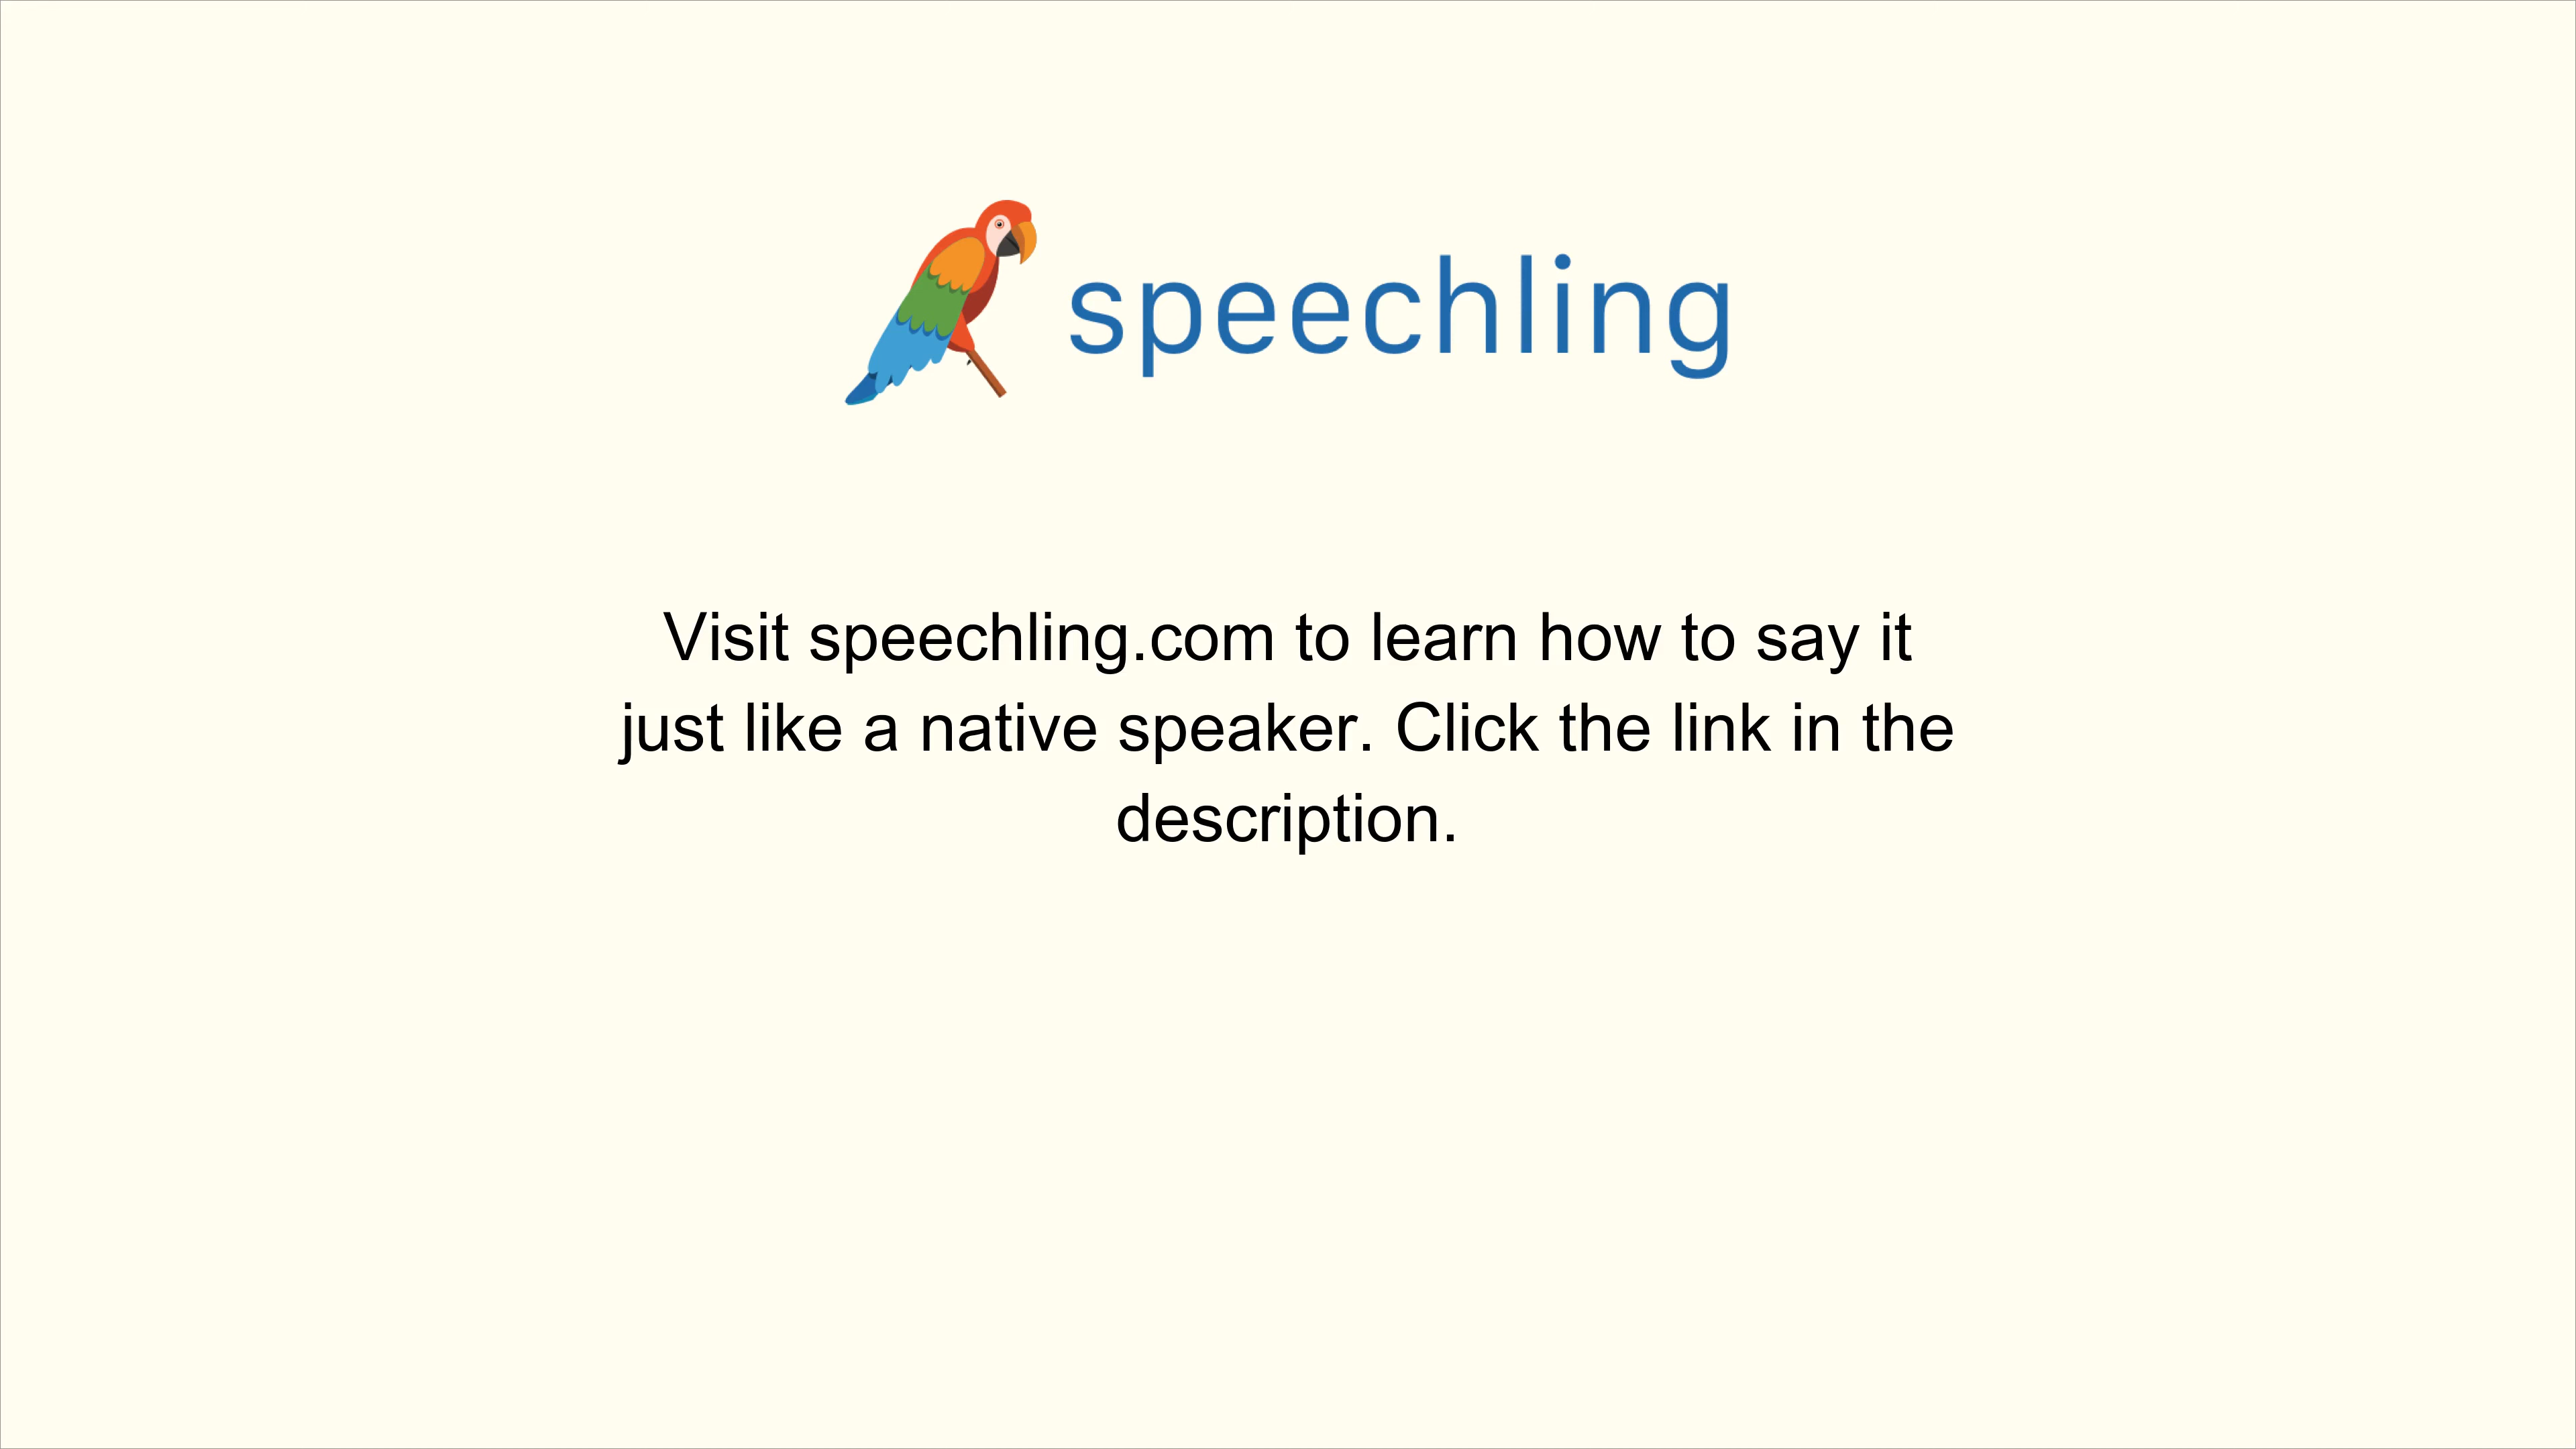 speechling
Visit speechling.com to learn how to say it
just like a native speaker. Click the link in the
description.